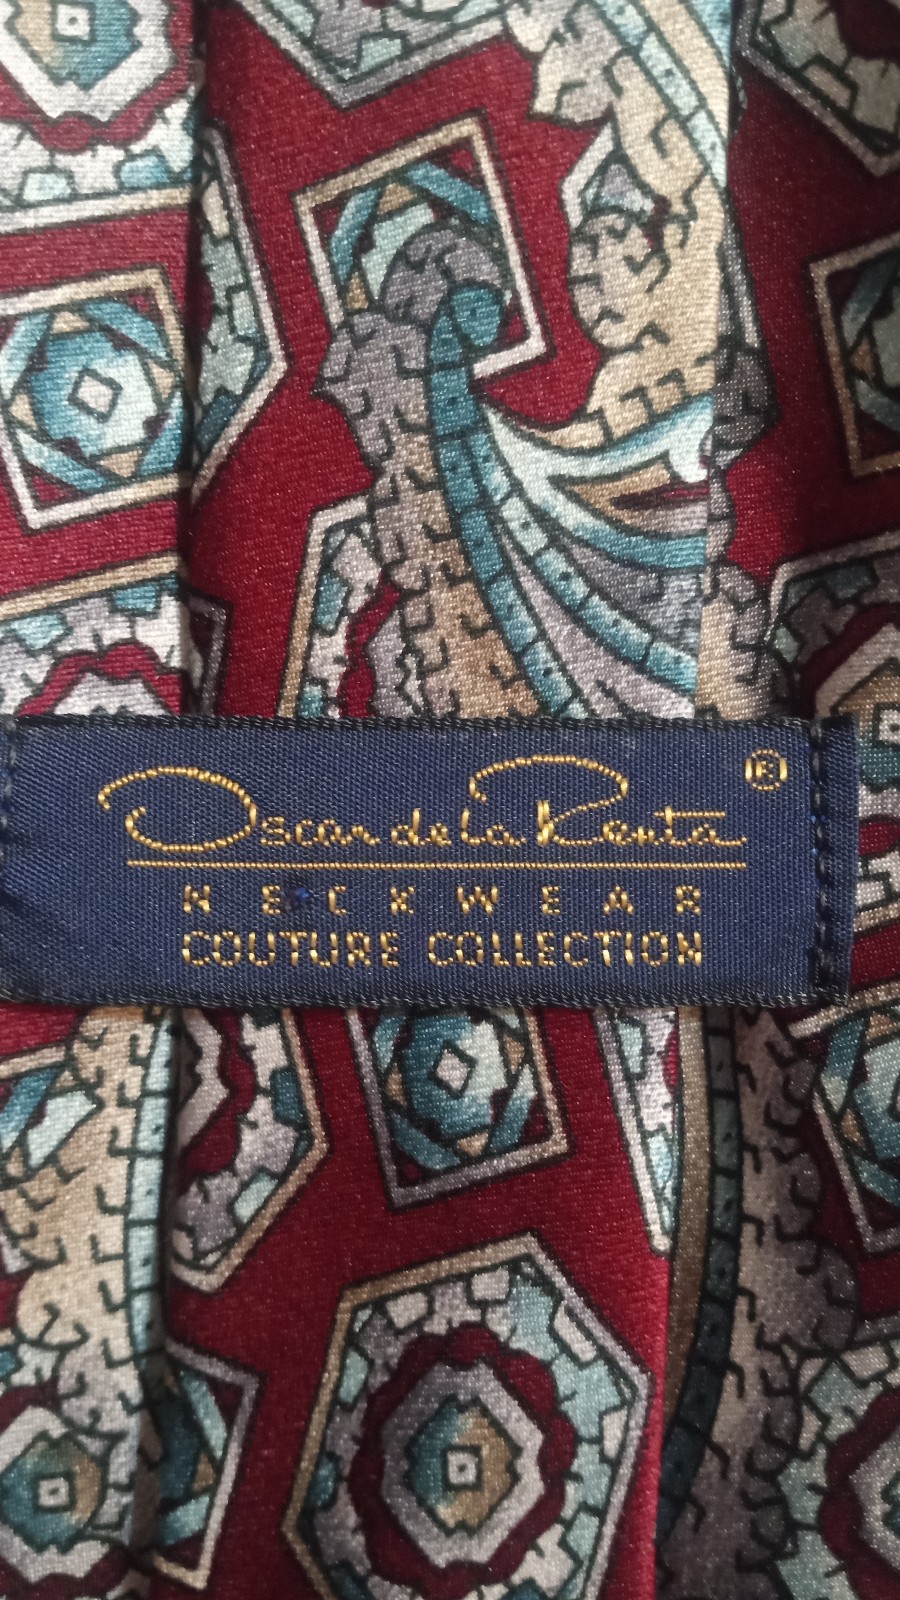 Oscar de la Renta ®
NECKWEAR
COUTURE COLLECTION